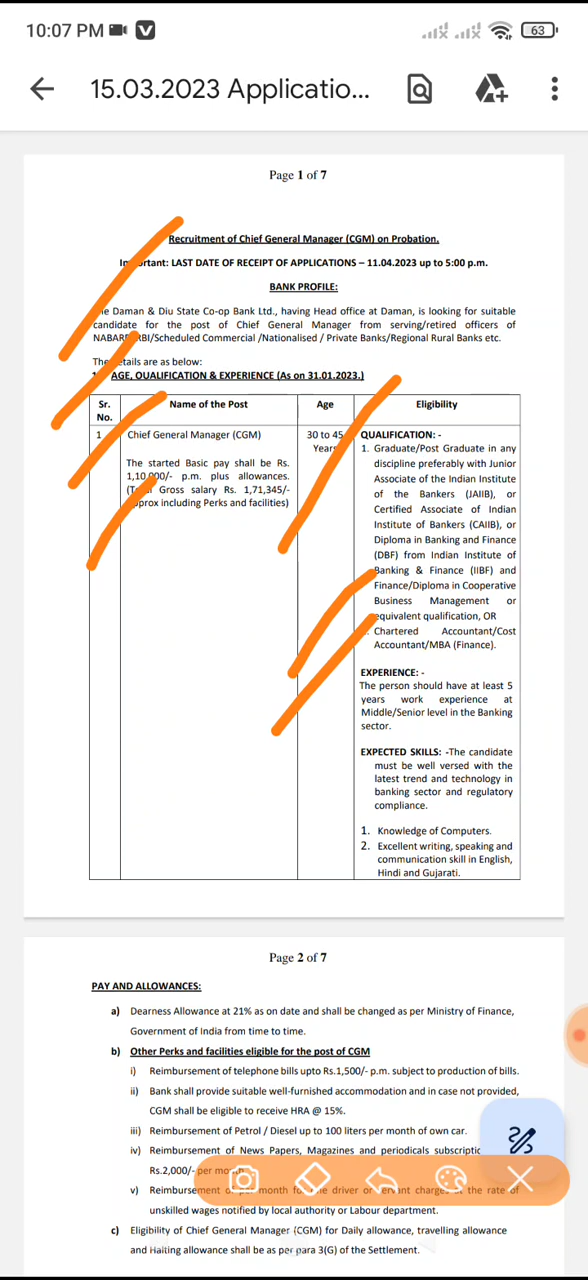 10:07 PM
63
15.03.2023 Applicatio...
Page 1 of 7
Recruitment of Chief General Manager (CGM) on Probation.
LAST DATE OF RECEIPT OF APPLICATIONS – 11.04.2023 up to 5:00 p.m.
BANK PROFILE:
Daman & Diu State Co-op Bank Ltd., having Head office at Daman, is looking for suitable
candidate for the post of Chief General Manager from serving/retired officers of
/Scheduled Commercial /Nationalised / Private Banks/Regional Rural Banks etc.
are as below:
AGE, QUALIFICATION & EXPERIENCE (As on 31.01.2023.)
Sr. No.
Name of the Post
Age
Eligibility
1
Chief General Manager (CGM)
The started Basic pay shall be Rs.
p.m. plus allowances.
Gross salary Rs. 1,71,345/-
including Perks and facilities)
30 to 45
QUALIFICATION: -
1. Graduate/Post Graduate in any
discipline preferably with Junior
Associate of the Indian Institute
of the Bankers (JAIIB), or
Certified Associate of Indian
Institute of Bankers (CAIIB), or
Diploma in Banking and Finance
(DBF) from Indian Institute of
Banking & Finance (IIBF) and
Finance/Diploma in Cooperative
Business Management or
equivalent qualification, OR
Chartered Accountant/Cost
Accountant/MBA (Finance).
EXPERIENCE: -
The person should have at least 5
years work experience at
Middle/Senior level in the Banking
sector.
EXPECTED SKILLS: -The candidate
must be well versed with the
latest trend and technology in
banking sector and regulatory
compliance.
1. Knowledge of Computers.
2. Excellent writing, speaking and
communication skill in English,
Hindi and Gujarati.
Page 2 of 7
PAY AND ALLOWANCES:
a) Dearness Allowance at 21% as on date and shall be changed as per Ministry of Finance,
Government of India from time to time.
b) Other Perks and facilities eligible for the post of CGM
i) Reimbursement of telephone bills upto Rs.1,500/- p.m. subject to production of bills.
ii) Bank shall provide suitable well-furnished accommodation and in case not provided,
CGM shall be eligible to receive HRA @ 15%.
iii) Reimbursement of Petrol / Diesel up to 100 liters per month of own car.
iv) Reimbursement of News Papers, Magazines and periodicals
Rs.2,000/- per month
v) Reimbursement month driver or charges the rate of
unskilled wages notified by local authority or Labour department.
c) Eligibility of Chief General Manager (CGM) for Daily allowance, travelling allowance
and Halting allowance shall be as per para 3(G) of the Settlement.